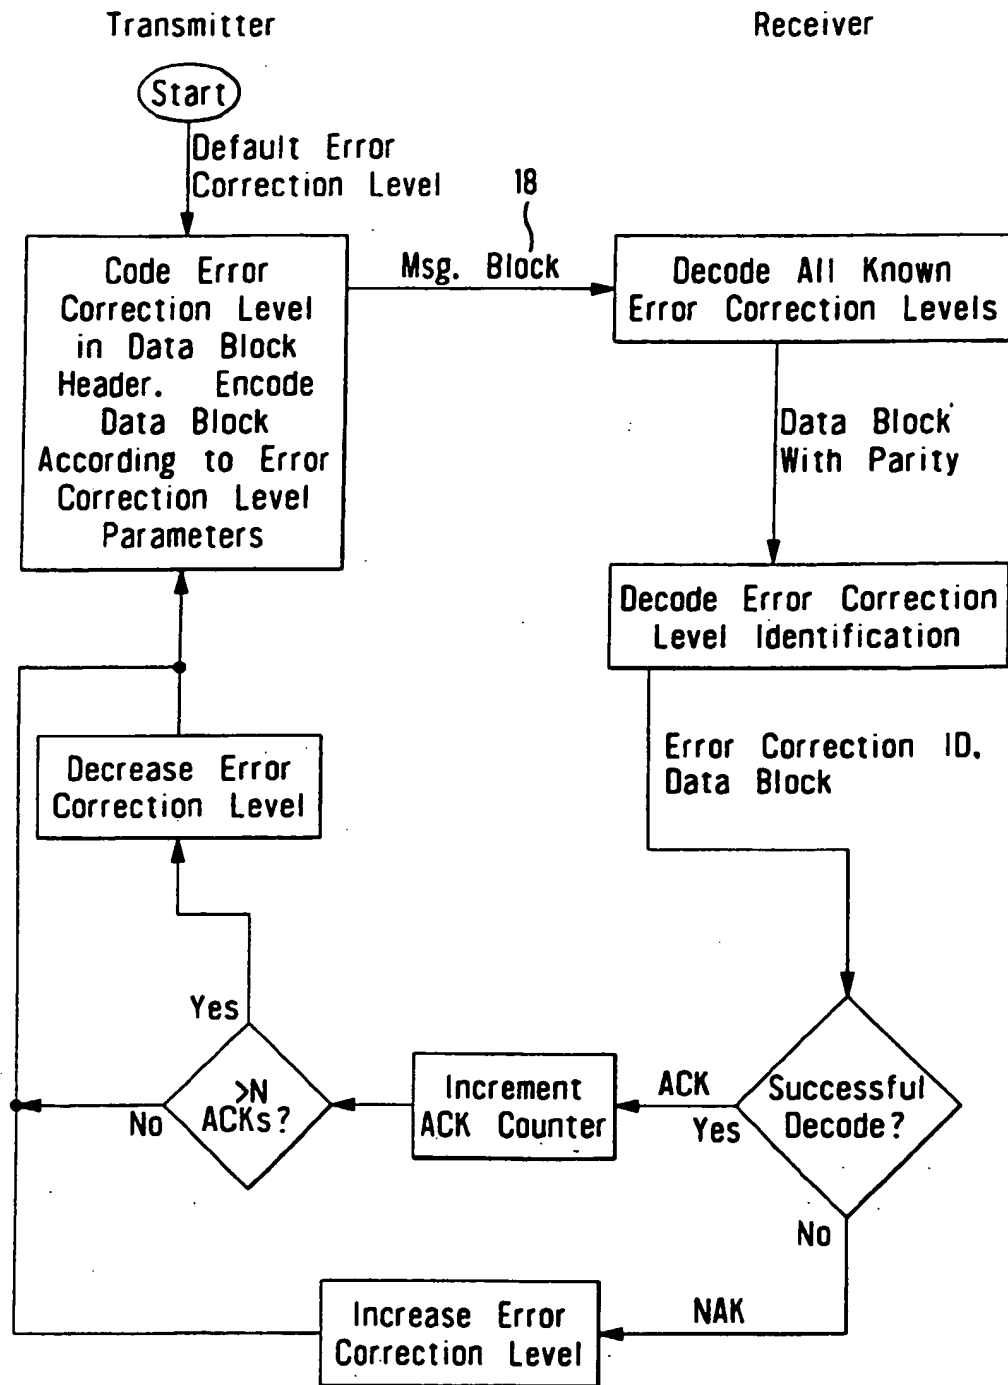 Transmitter
Receiver
Start
Default Error
Correction Level
18
Msg. Block
Code Error
Correction Level
in Data Block
Header. Encode
Data Block
According to Error
Correction Level
Parameters
Decode All Known
Error Correction Levels
Data Block
With Parity
Decode Error Correction
Level Identification
Error Correction ID,
Data Block
Decrease Error
Correction Level
Yes
>N
ACKs?
No
Increment
ACK Counter
ACK
Yes
Successful
Decode?
No
NAK
Increase Error
Correction Level